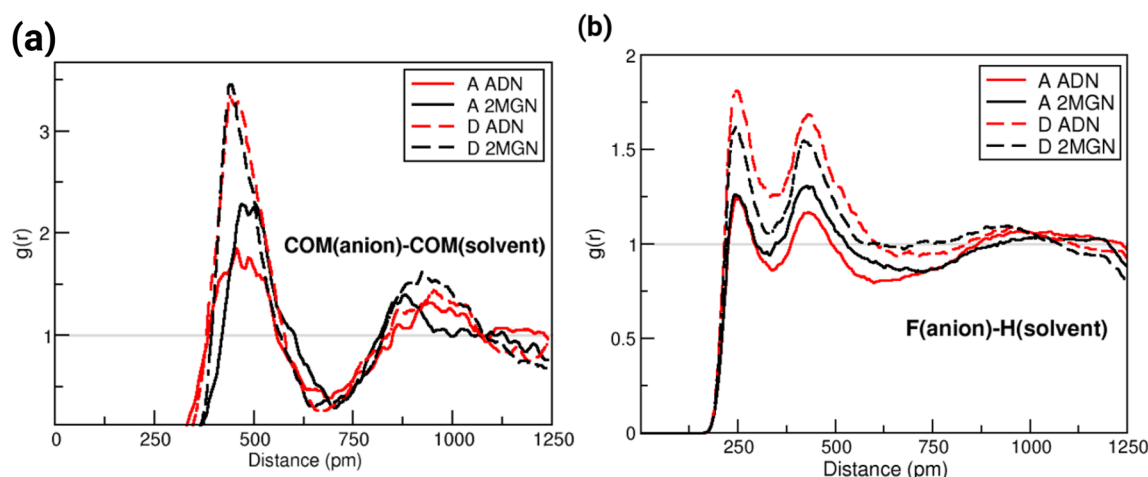 (a)
A ADN
A 2MGN
D ADN
D 2MGN
3
2
1
g(r)
COM(anion)-COM(solvent)
0 250 500 750 1000 1250
Distance (pm)
(b)
2
A ADN
A 2MGN
D ADN
D 2MGN
1.5
1
0.5
0
g(r)
F(anion)-H(solvent)
250 500 750 1000 1250
Distance (pm)